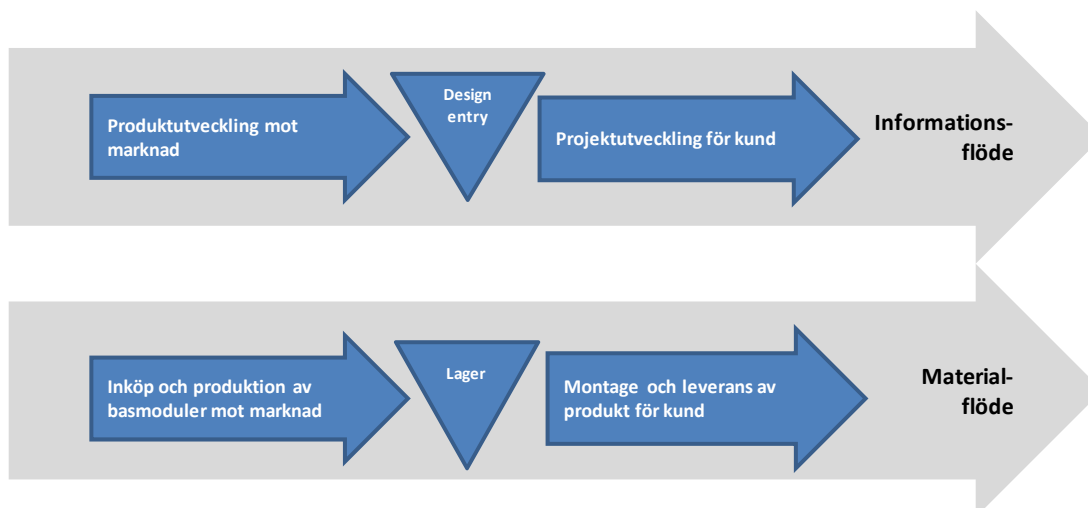 Produktutveckling mot
marknad
Design
entry
Projektutveckling för kund
Informations-
flöde
Inköp och produktion av
basmoduler mot marknad
Lager
Montage och leverans av
produkt för kund
Material-
flöde